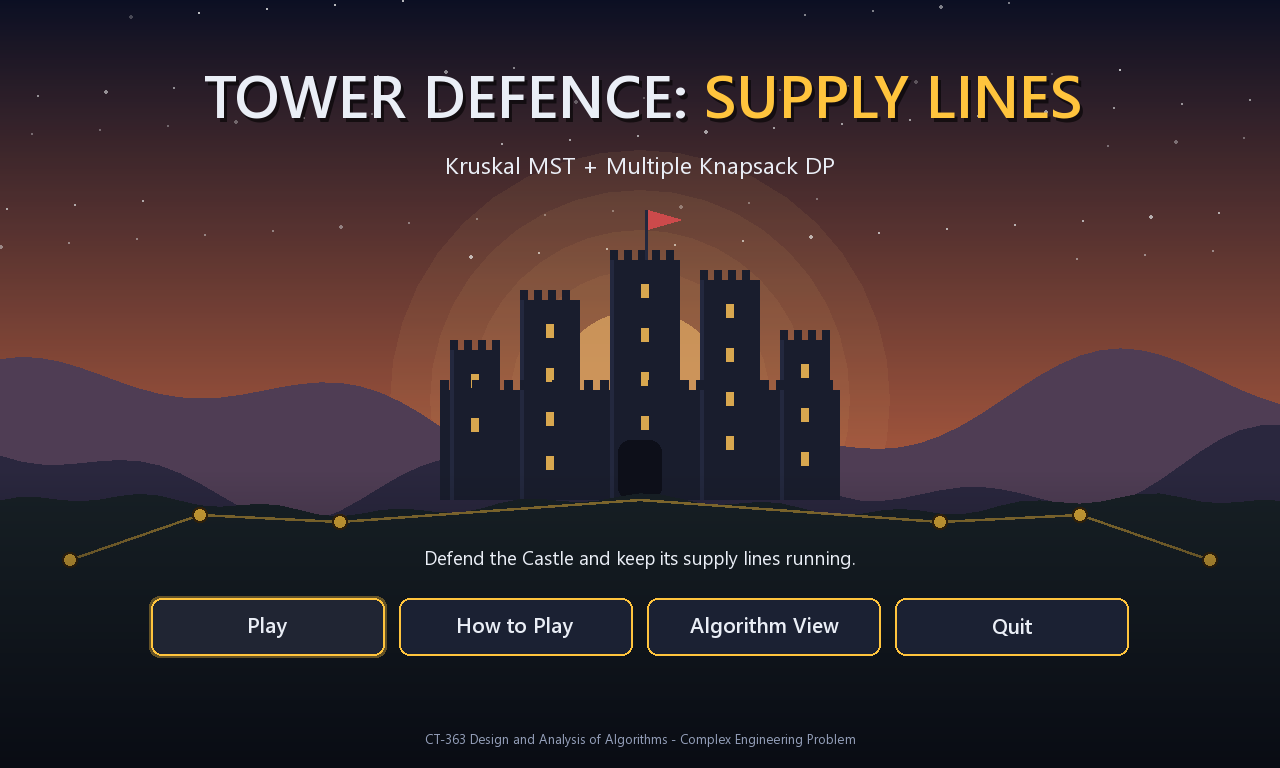 TOWER DEFENCE: SUPPLY LINES
Kruskal MST + Multiple Knapsack DP
Defend the Castle and keep its supply lines running.
Play
How to Play
Algorithm View
Quit
CT-363 Design and Analysis of Algorithms - Complex Engineering Problem